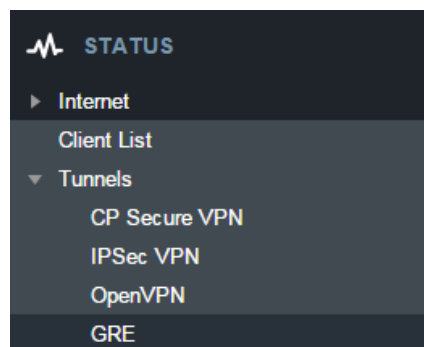 STATUS
Internet
Client List
Tunnels
CP Secure VPN
IPSec VPN
OpenVPN
GRE